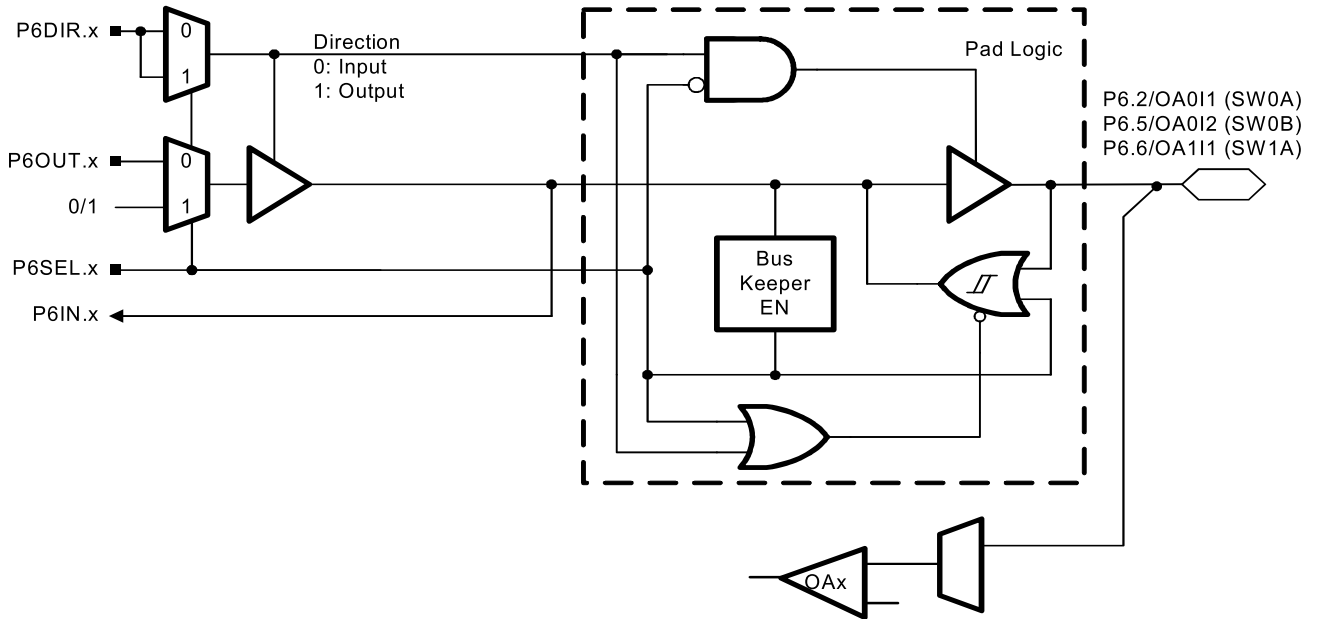 P6DIR.x
0
1
Direction
0: Input
1: Output
Pad Logic
P6.2/OA0I1 (SW0A)
P6.5/OA0I2 (SW0B)
P6.6/OA1I1 (SW1A)
P6OUT.x
0
0/1
1
P6SEL.x
P6IN.x
Bus
Keeper
EN
OAx